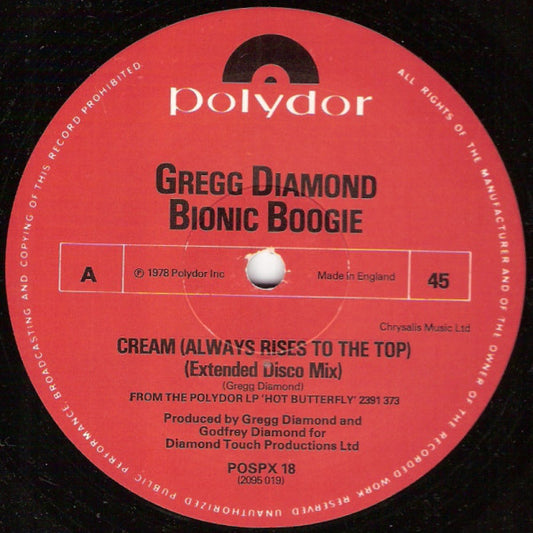 polydor
GREGG DIAMOND
BIONIC BOOGIE
A
℗ 1978 Polydor Inc
Made in England
45
Chrysalis Music Ltd
CREAM (ALWAYS RISES TO THE TOP)
(Extended Disco Mix)
(Gregg Diamond)
FROM THE POLYDOR LP 'HOT BUTTERFLY' 2391 373
Produced by Gregg Diamond and
Godfrey Diamond for
Diamond Touch Productions Ltd
POSPX 18
(2095 019)
ALL RIGHTS OF THE MANUFACTURER AND OF THE OWNER OF THE RECORDED WORK RESERVED UNAUTHORIZED PUBLIC PERFORMANCE BROADCASTING AND COPYING OF THIS RECORD PROHIBITED